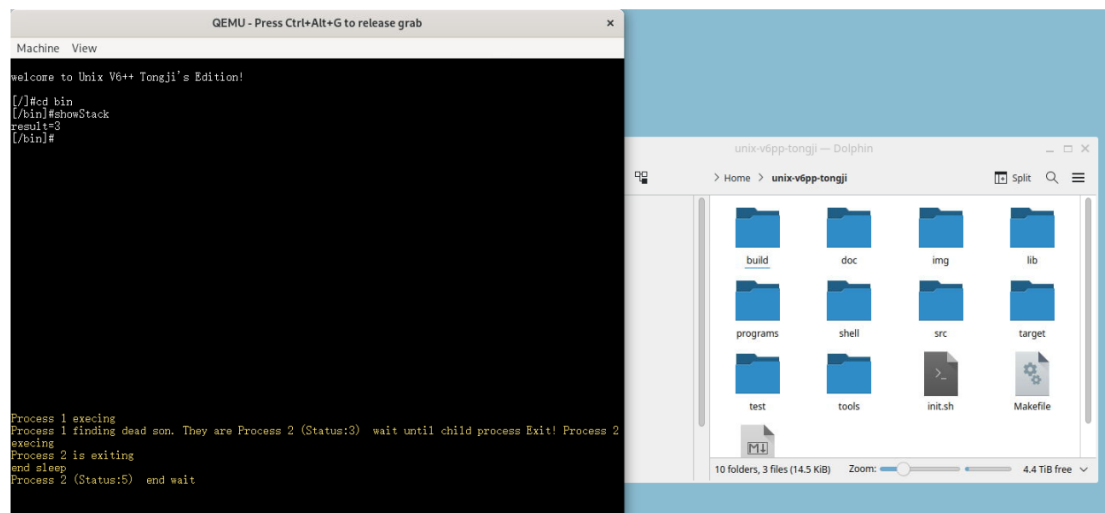 QEMU - Press Ctrl+Alt+G to release grab
Machine View
welcome to Unix V6++ Tongji's Edition!
[/]#cd bin
[/bin]#showStack
result=3
[/bin]#
Process 1 execing
Process 1 finding dead son. They are Process 2 (Status:3)  wait until child process Exit! Process 2
execing
Process 2 is exiting
end sleep
Process 2 (Status:5)  end wait
unix-v6pp-tongji — Dolphin
> Home > unix-v6pp-tongji
Split
build doc img lib
programs shell src target
test tools init.sh Makefile
10 folders, 3 files (14.5 KiB) Zoom: 4.4 TiB free